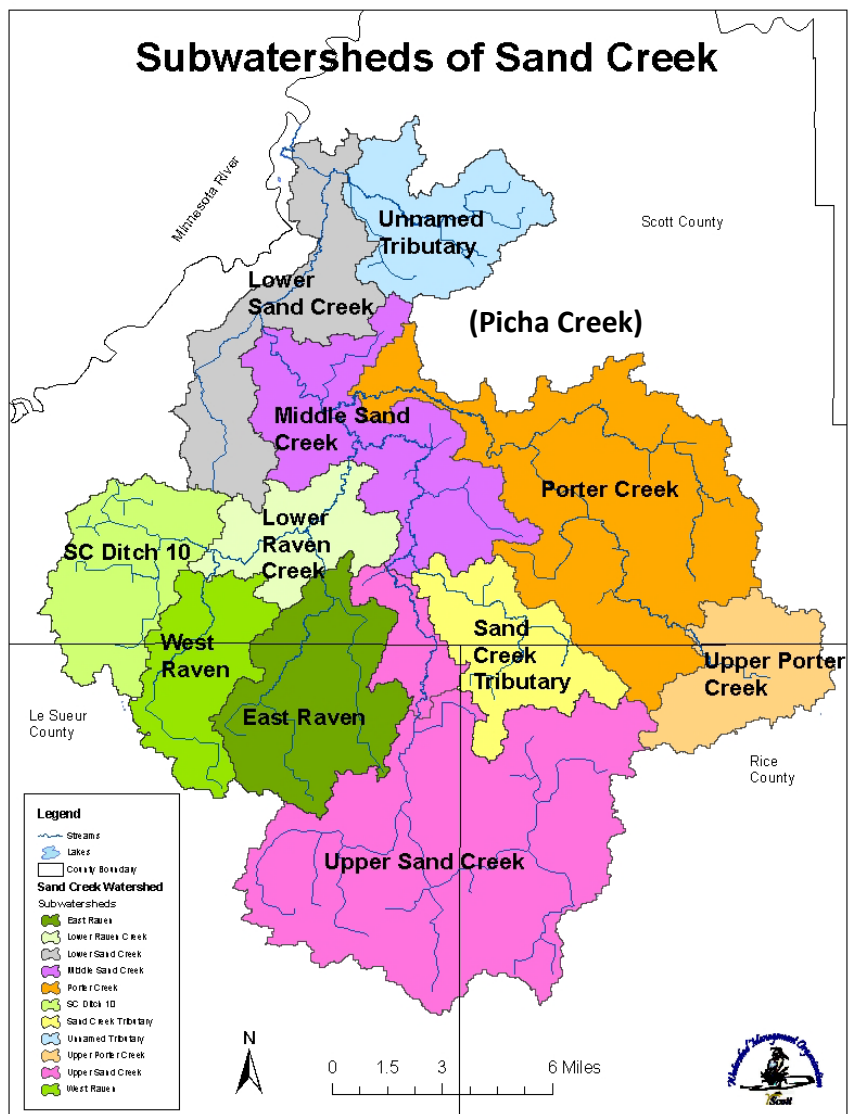 Subwatersheds of Sand Creek
Minnesota River
Unnamed
Tributary
Scott County
Lower
Sand Creek
(Picha Creek)
Middle Sand
Creek
Porter Creek
Lower
Raven
Creek
SC Ditch 10
West
Raven
Sand
Creek
Tributary
Upper Porter
Creek
East Raven
Le Sueur
County
Rice
County
Upper Sand Creek
Legend
Streams
Lakes
County Boundary
Sand Creek Watershed
Subwatersheds
East Raven
Lower Raven Creek
Lower Sand Creek
Middle Sand Creek
Porter Creek
SC Ditch 10
Sand Creek Tributary
Unnamed Tributary
Upper Porter Creek
Upper Sand Creek
West Raven
N
0 1.5 3 6 Miles
Watershed Management Organization
Scott